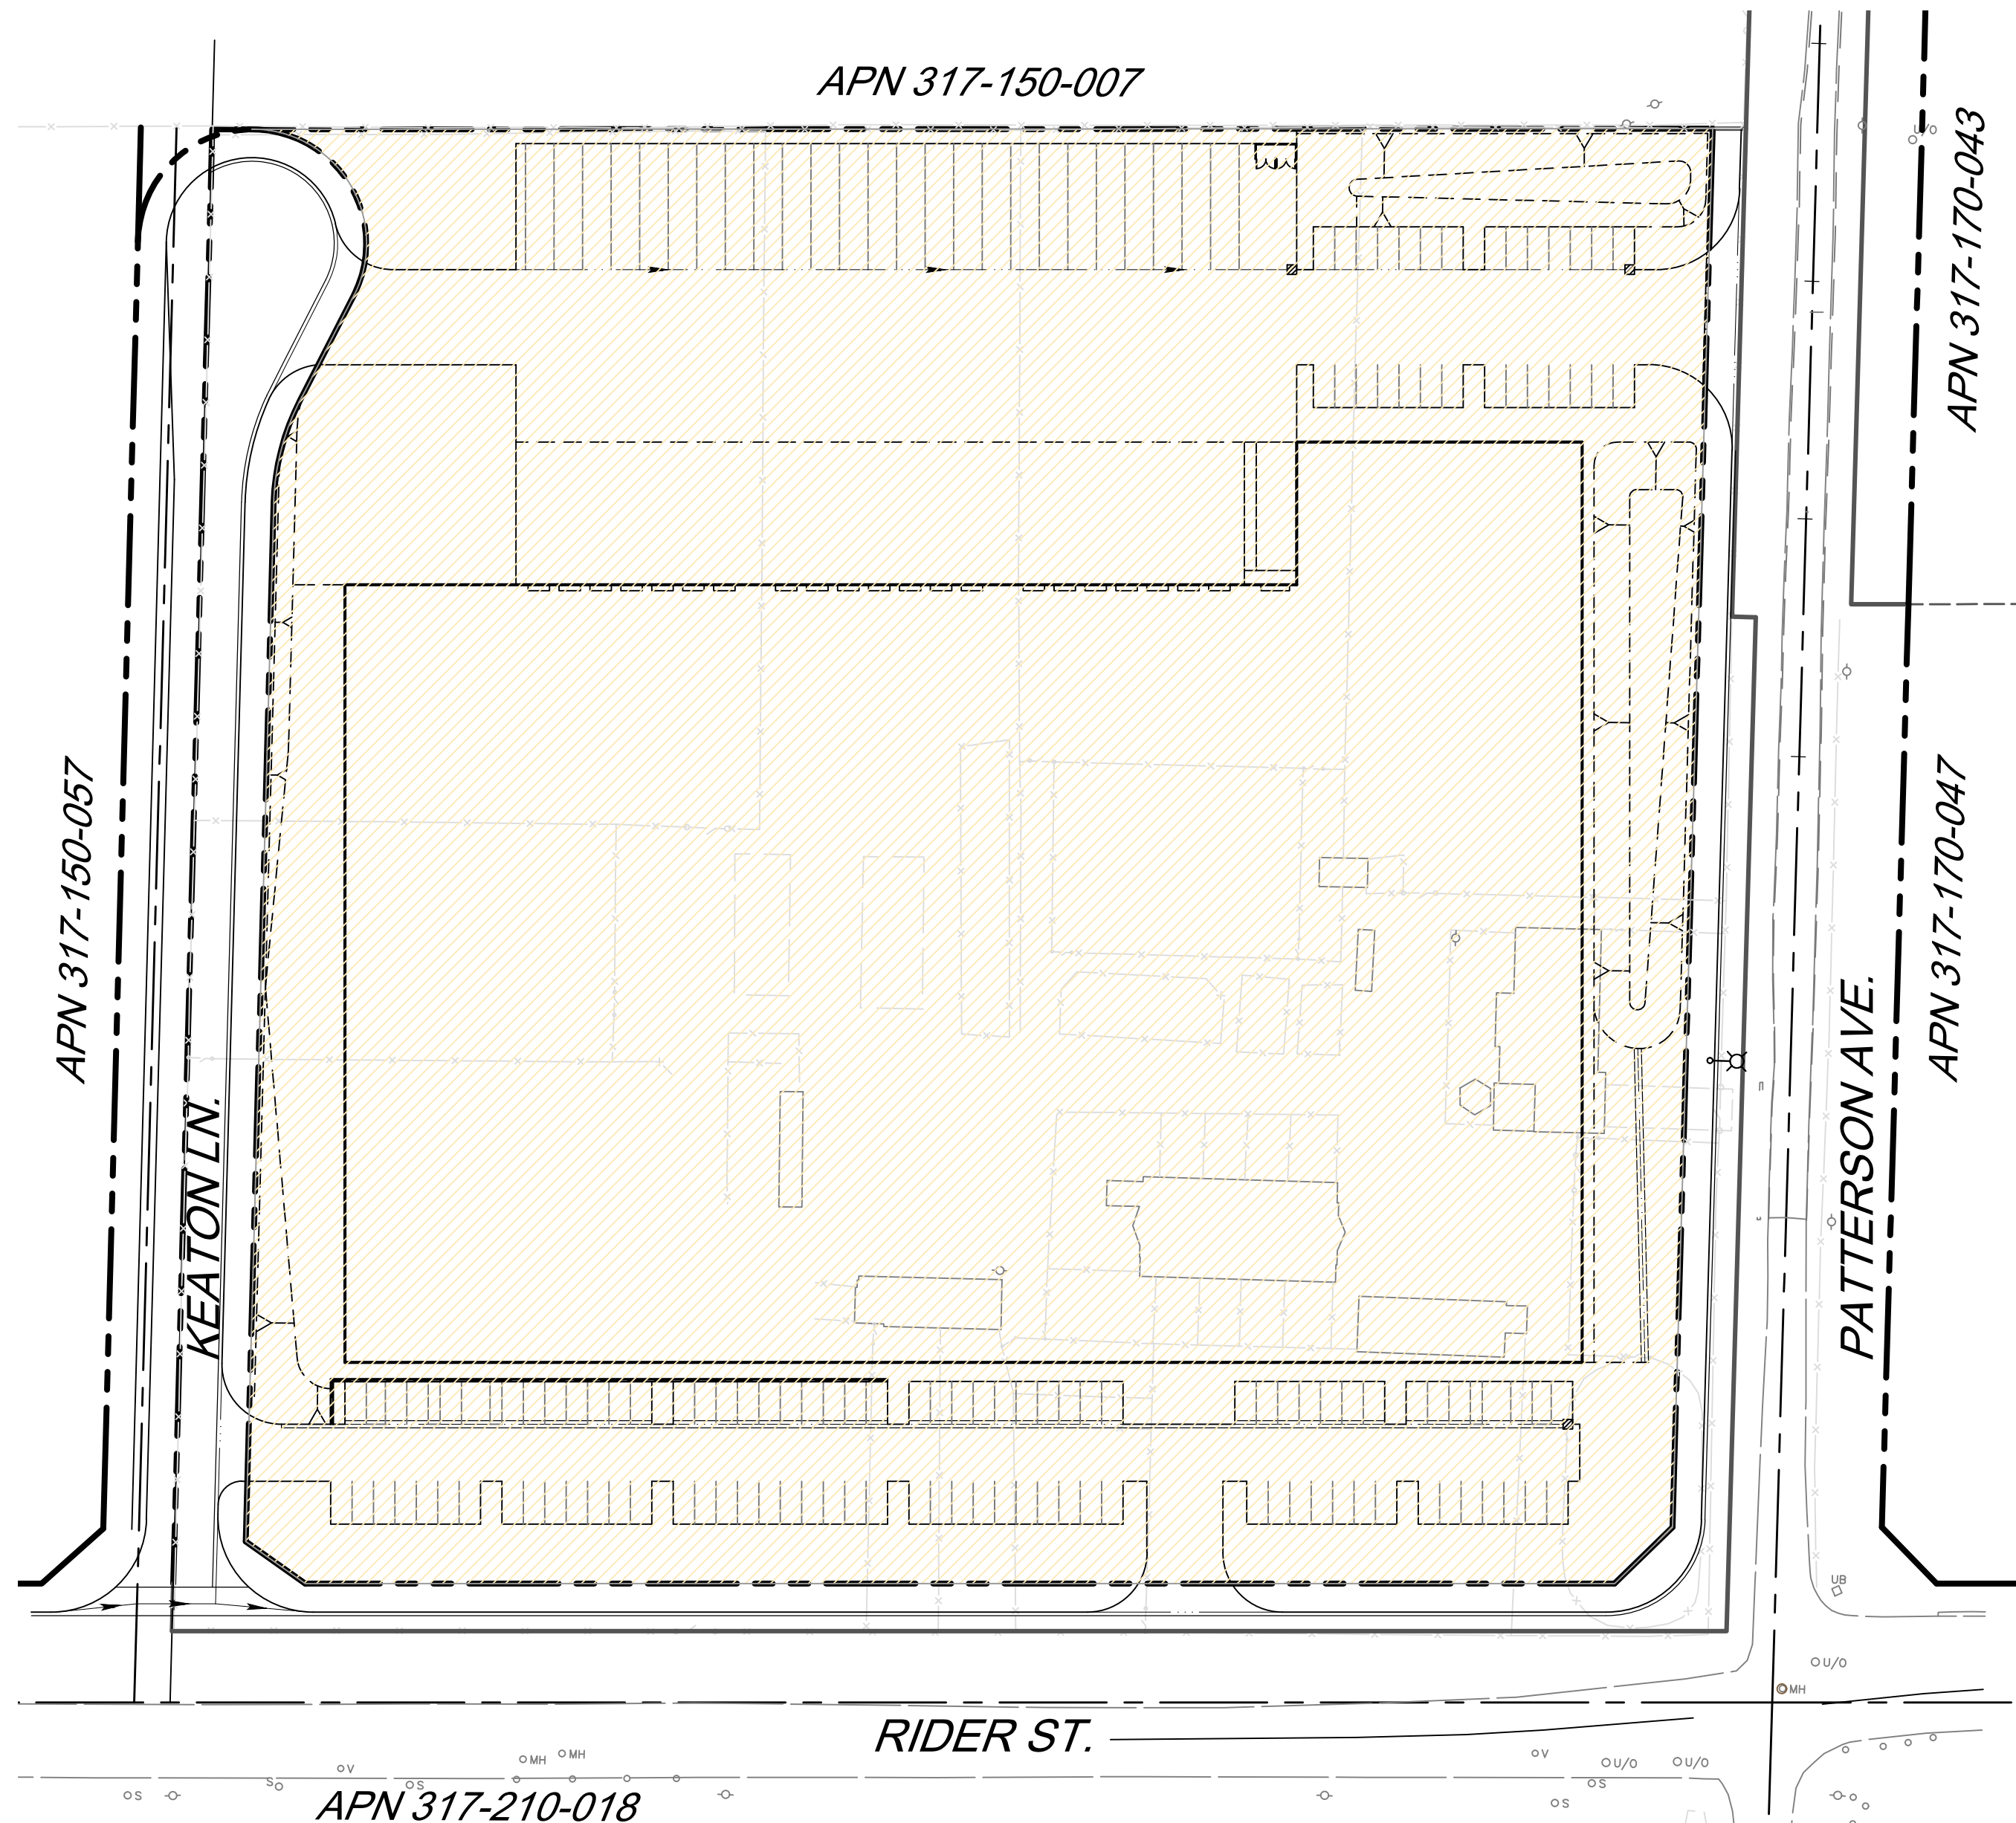 APN 317-150-007
U/O
APN 317-170-043
APN 317-150-057
KEATON LN.
PATTERSON AVE.
APN 317-170-047
UB
U/O
MH
RIDER ST.
MH
MH
V
V
U/O
U/O
S
S
S
S
S
APN 317-210-018